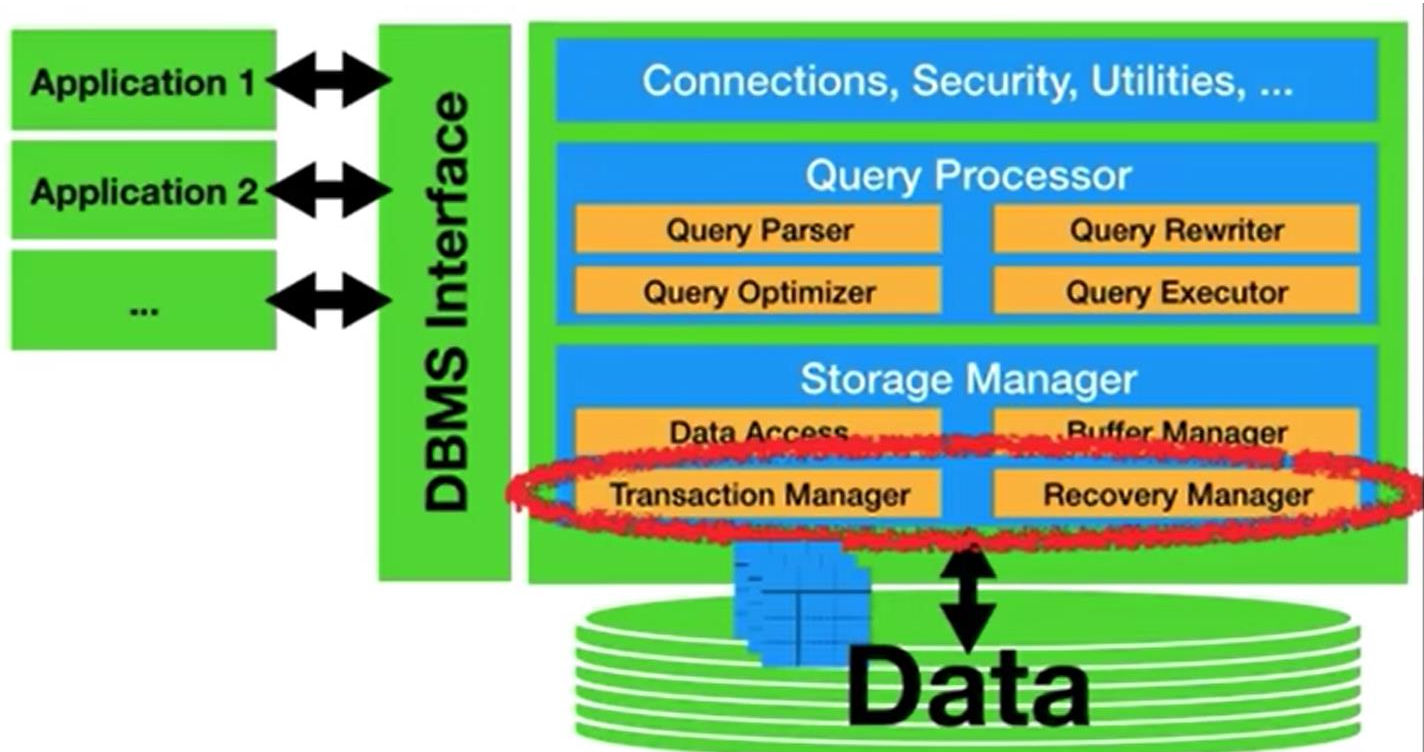 Application 1
Application 2
...
DBMS Interface
Connections, Security, Utilities, ...
Query Processor
Query Parser
Query Rewriter
Query Optimizer
Query Executor
Storage Manager
Data Access
Buffer Manager
Transaction Manager
Recovery Manager
Data